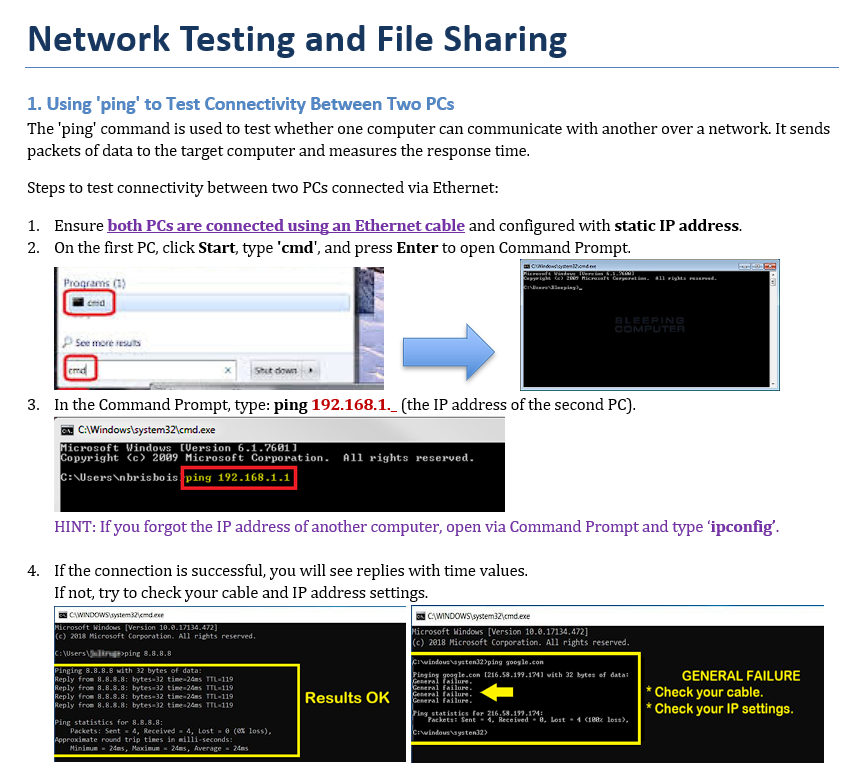 Network Testing and File Sharing
1. Using 'ping' to Test Connectivity Between Two PCs
The 'ping' command is used to test whether one computer can communicate with another over a network. It sends
packets of data to the target computer and measures the response time.
Steps to test connectivity between two PCs connected via Ethernet:
1. Ensure both PCs are connected using an Ethernet cable and configured with static IP address.
2. On the first PC, click Start, type 'cmd', and press Enter to open Command Prompt.
Programs (1)
cmd
See more results
cmd
Shut down
C:\Windows\system32\cmd.exe
Microsoft Windows [Version 6.1.7600]
Copyright (c) 2009 Microsoft Corporation. All rights reserved.
C:\Users\Bleeping>_
BLEEPING
COMPUTER
3. In the Command Prompt, type: ping 192.168.1._ (the IP address of the second PC).
C:\Windows\system32\cmd.exe
Microsoft Windows [Version 6.1.7601]
Copyright (c) 2009 Microsoft Corporation. All rights reserved.
C:\Users\nbrisbois ping 192.168.1.1
HINT: If you forgot the IP address of another computer, open via Command Prompt and type ‘ipconfig’.
4. If the connection is successful, you will see replies with time values.
If not, try to check your cable and IP address settings.
C:\WINDOWS\system32\cmd.exe
Microsoft Windows [Version 10.0.17134.472]
(c) 2018 Microsoft Corporation. All rights reserved.
C:\Users\ >ping 8.8.8.8
Pinging 8.8.8.8 with 32 bytes of data:
Reply from 8.8.8.8: bytes=32 time=24ms TTL=119
Reply from 8.8.8.8: bytes=32 time=24ms TTL=119
Reply from 8.8.8.8: bytes=32 time=24ms TTL=119
Reply from 8.8.8.8: bytes=32 time=24ms TTL=119
Ping statistics for 8.8.8.8:
Packets: Sent = 4, Received = 4, Lost = 0 (0% loss),
Approximate round trip times in milli-seconds:
Minimum = 24ms, Maximum = 24ms, Average = 24ms
Results OK
C:\WINDOWS\system32\cmd.exe
Microsoft Windows [Version 10.0.17134.472]
(c) 2018 Microsoft Corporation. All rights reserved.
C:\windows\system32>ping google.com
Pinging google.com [216.58.199.174] with 32 bytes of data:
General failure.
General failure.
General failure.
General failure.
Ping statistics for 216.58.199.174:
Packets: Sent = 4, Received = 0, Lost = 4 (100% loss),
C:\windows\system32>
GENERAL FAILURE
* Check your cable.
* Check your IP settings.